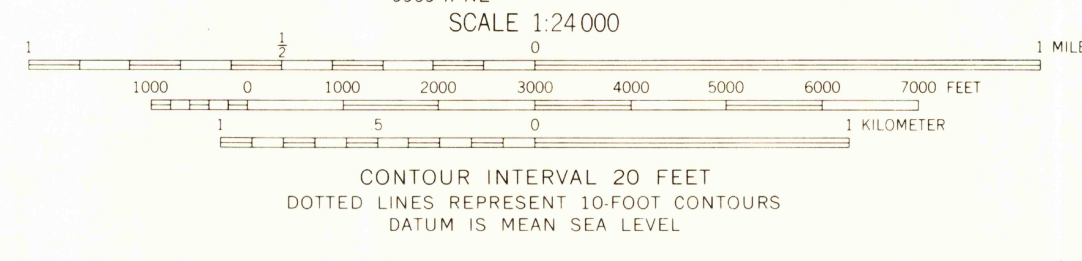 SCALE 1:24 000
1 ½ 0 1 MILE
1000 0 1000 2000 3000 4000 5000 6000 7000 FEET
1 5 0 1 KILOMETER
CONTOUR INTERVAL 20 FEET
DOTTED LINES REPRESENT 10-FOOT CONTOURS
DATUM IS MEAN SEA LEVEL